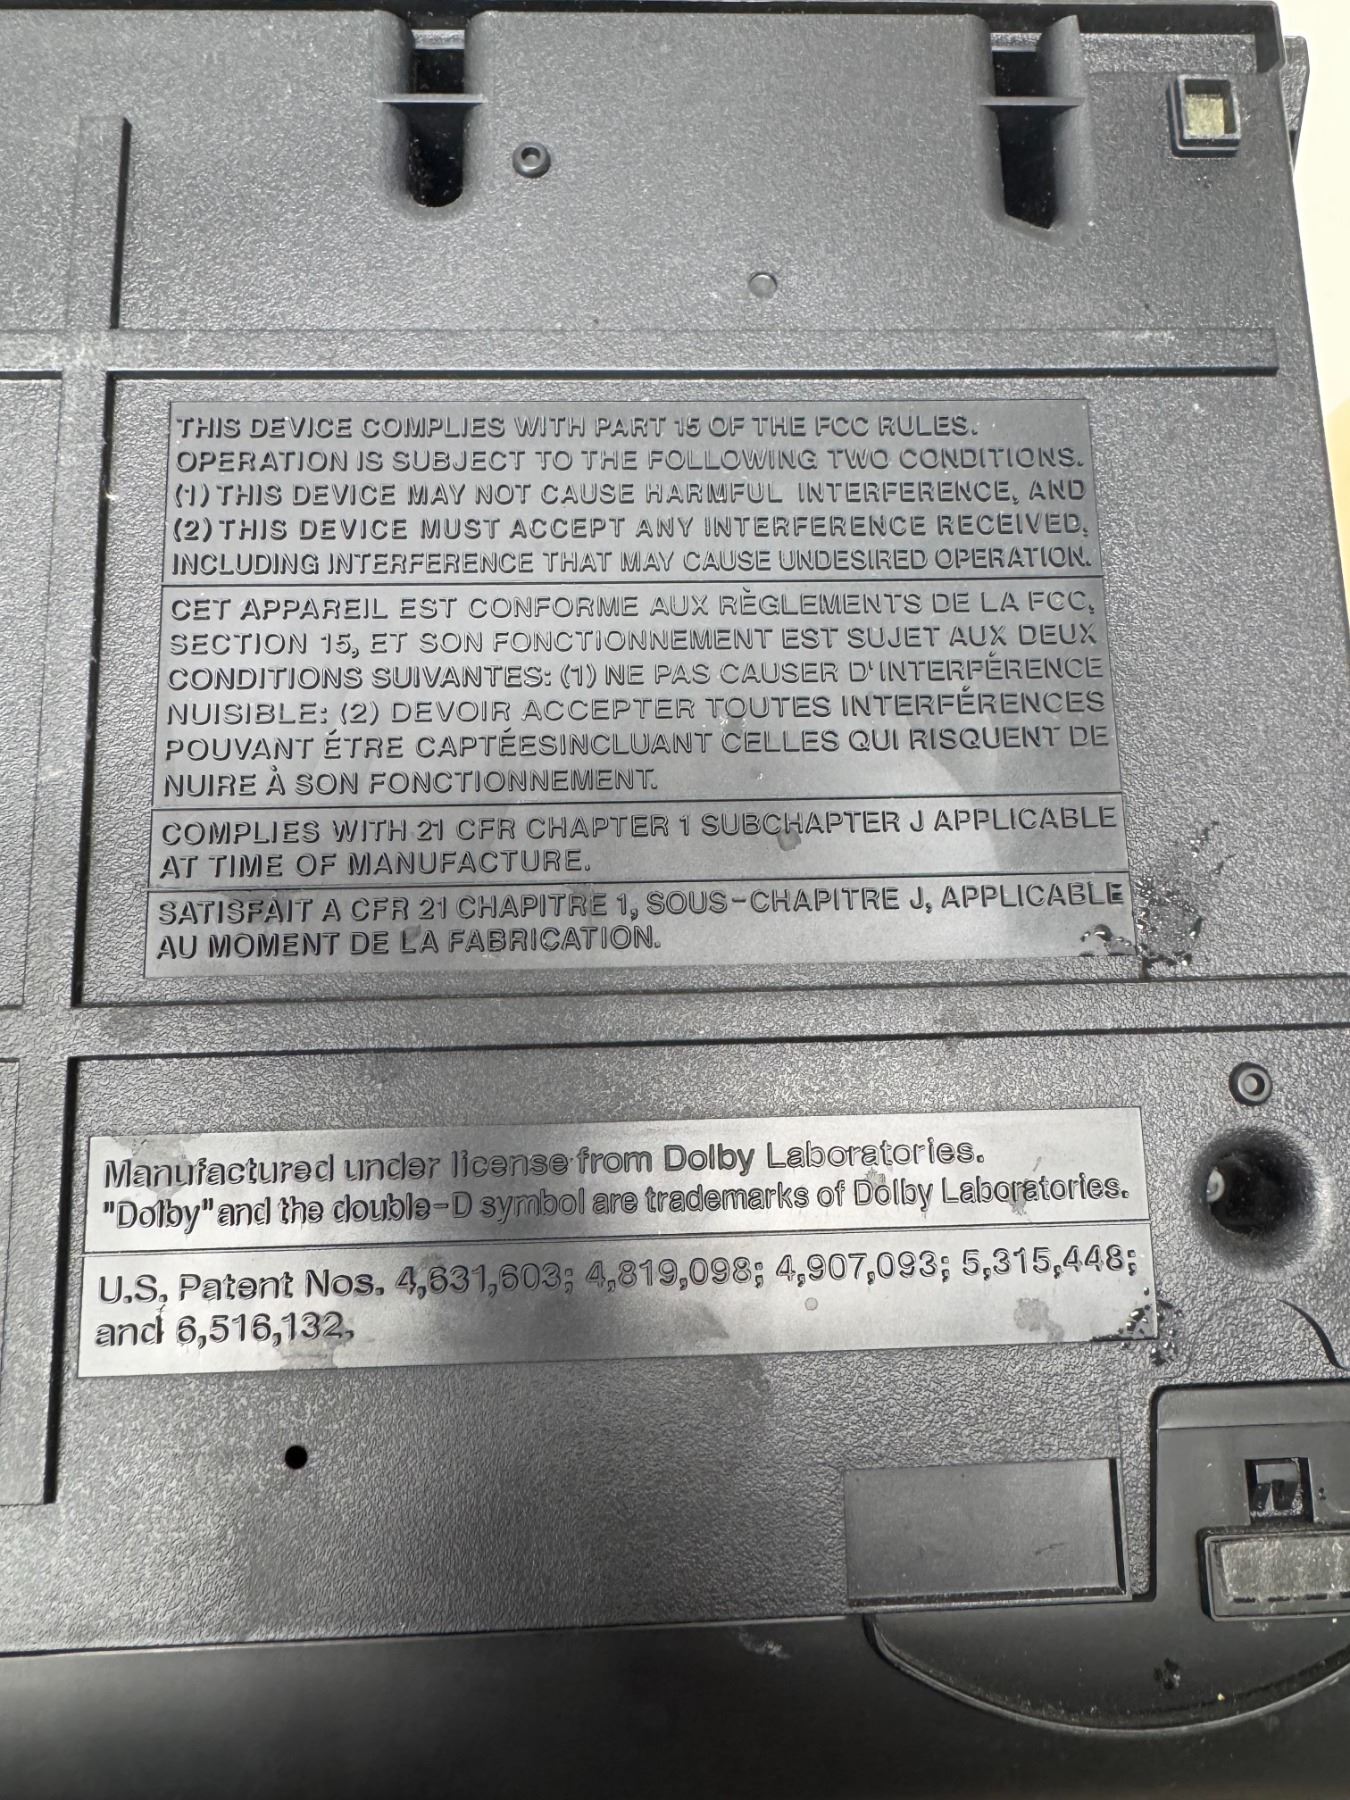 THIS DEVICE COMPLIES WITH PART 15 OF THE FCC RULES.
OPERATION IS SUBJECT TO THE FOLLOWING TWO CONDITIONS.
(1) THIS DEVICE MAY NOT CAUSE HARMFUL INTERFERENCE, AND
(2) THIS DEVICE MUST ACCEPT ANY INTERFERENCE RECEIVED,
INCLUDING INTERFERENCE THAT MAY CAUSE UNDESIRED OPERATION.
CET APPAREIL EST CONFORME AUX RÈGLEMENTS DE LA FCC,
SECTION 15, ET SON FONCTIONNEMENT EST SUJET AUX DEUX
CONDITIONS SUIVANTES: (1) NE PAS CAUSER D'INTERFÉRENCE
NUISIBLE: (2) DEVOIR ACCEPTER TOUTES INTERFÉRENCES
POUVANT ÉTRE CAPTÉESINCLUANT CELLES QUI RISQUENT DE
NUIRE À SON FONCTIONNEMENT.
COMPLIES WITH 21 CFR CHAPTER 1 SUBCHAPTER J APPLICABLE
AT TIME OF MANUFACTURE.
SATISFAIT A CFR 21 CHAPITRE 1, SOUS-CHAPITRE J, APPLICABLE
AU MOMENT DE LA FABRICATION.
Manufactured under license from Dolby Laboratories.
"Dolby" and the double-D symbol are trademarks of Dolby Laboratories.
U.S. Patent Nos. 4,631,603; 4,819,098; 4,907,093; 5,315,448;
and 6,516,132.